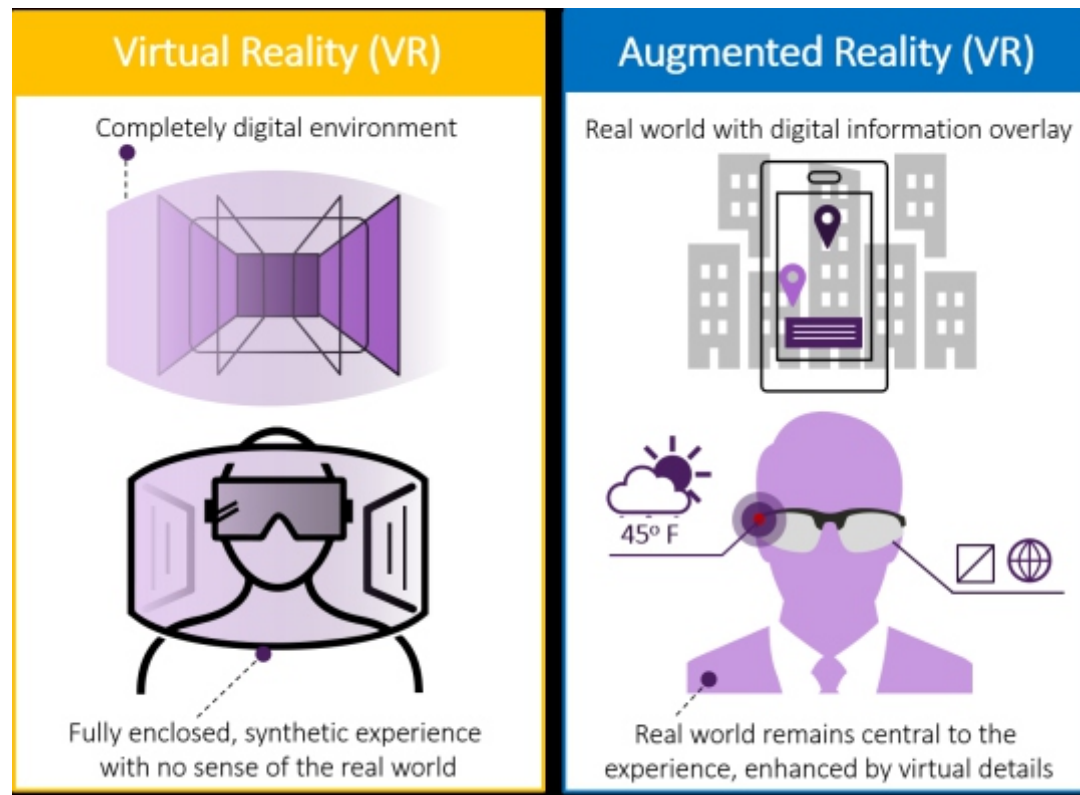 Virtual Reality (VR)
Completely digital environment
Fully enclosed, synthetic experience
with no sense of the real world
Augmented Reality (VR)
Real world with digital information overlay
45º F
Real world remains central to the
experience, enhanced by virtual details